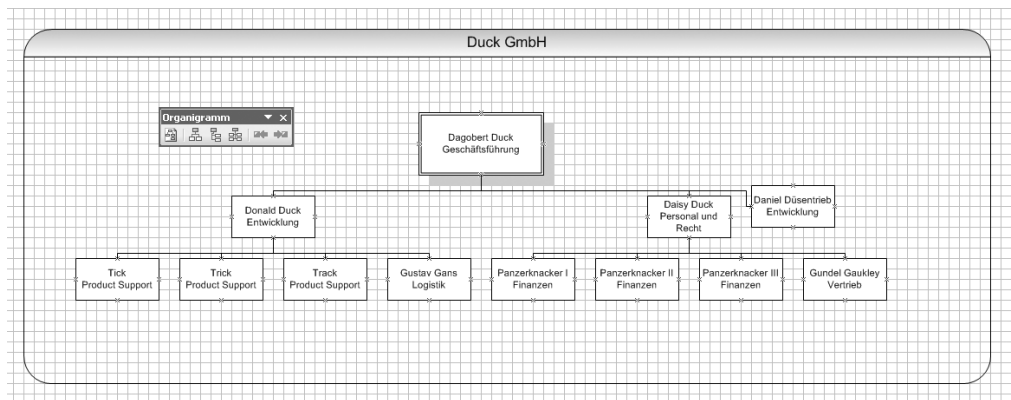 Duck GmbH
Organigramm
Dagobert Duck
Geschäftsführung
Donald Duck
Entwicklung
Daisy Duck
Personal und
Recht
Daniel Düsentrieb
Entwicklung
Tick
Product Support
Trick
Product Support
Track
Product Support
Gustav Gans
Logistik
Panzerknacker I
Finanzen
Panzerknacker II
Finanzen
Panzerknacker III
Finanzen
Gundel Gaukley
Vertrieb